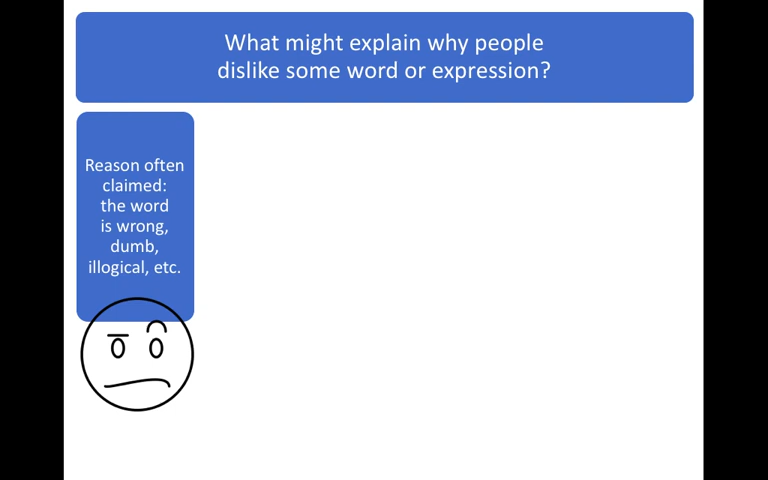 What might explain why people
dislike some word or expression?
Reason often
claimed:
the word
is wrong,
dumb,
illogical, etc.